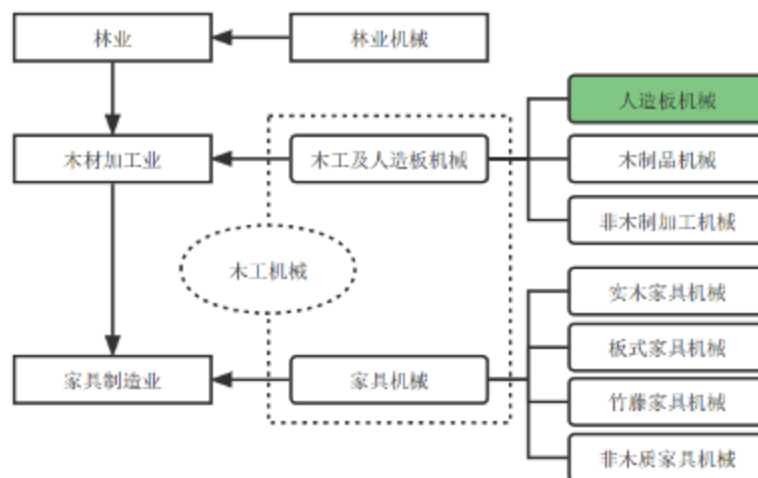 林业
林业机械
人造板机械
木材加工业
木工及人造板机械
木制品机械
非木制加工机械
木工机械
实木家具机械
板式家具机械
家具制造业
家具机械
竹藤家具机械
非木质家具机械